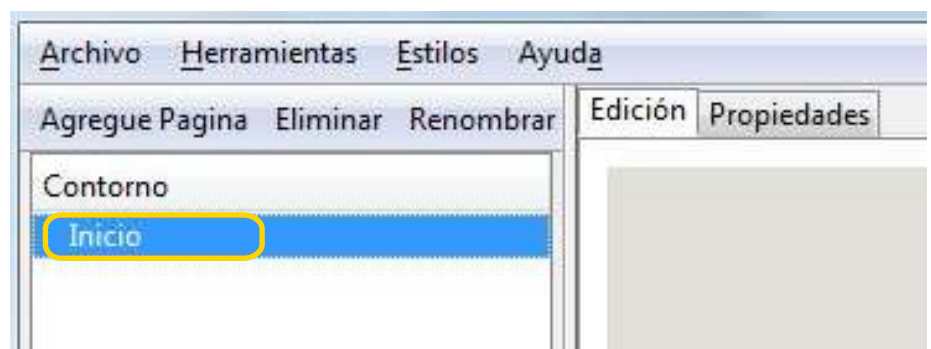 Archivo Herramientas Estilos Ayuda
Agregue Pagina Eliminar Renombrar
Edición Propiedades
Contorno
Inicio